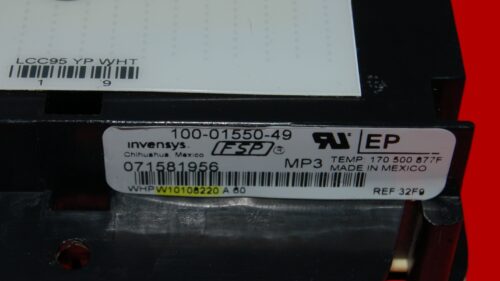 LCC95 YP WHT
1 9
100-01550-49
invensys FSP® RU EP
Chihuahua, Mexico
071581956 MP3 TEMP: 170 500 877F
MADE IN MEXICO
WHP W10108220 A 60 REF 32F9